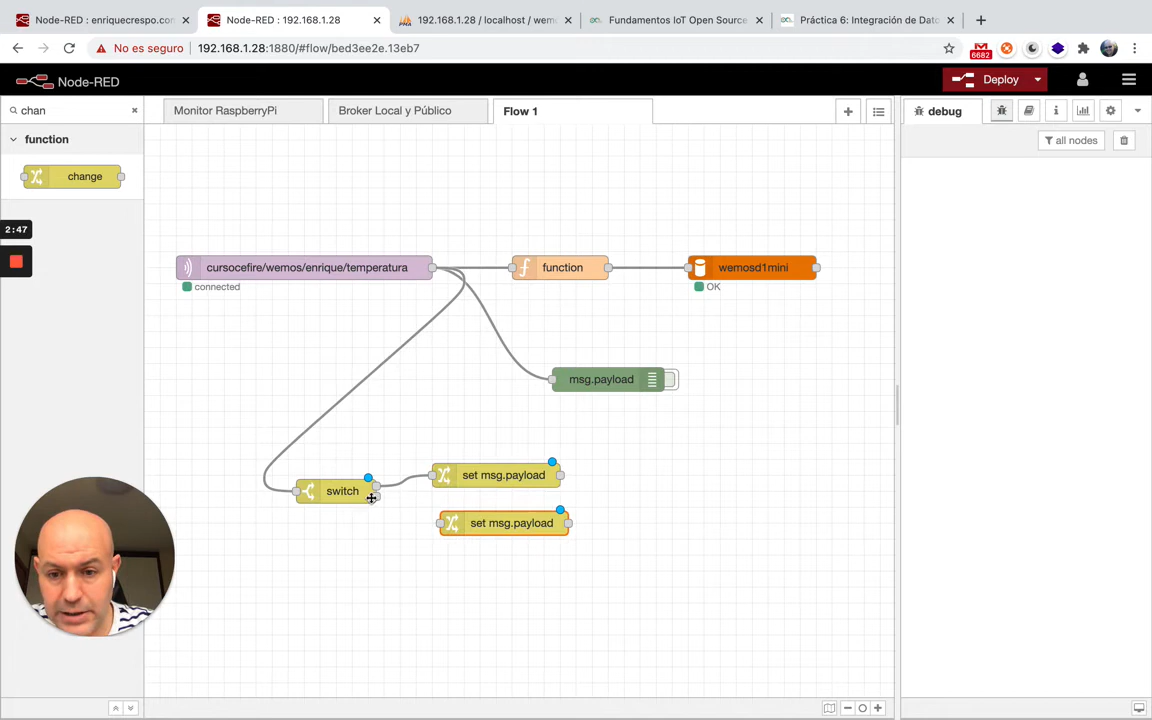 Node-RED : enriquecrespo.con
Node-RED : 192.168.1.28
192.168.1.28 / localhost / wem
Fundamentos IoT Open Source
Práctica 6: Integración de Dato
No es seguro
192.168.1.28:1880/#flow/bed3ee2e.13eb7
6682
Node-RED
Deploy
chan
Monitor RaspberryPi
Broker Local y Público
Flow 1
debug
function
all nodes
change
2:47
cursocefire/wemos/enrique/temperatura
function
wemosd1mini
connected
OK
msg.payload
set msg.payload
switch
set msg.payload